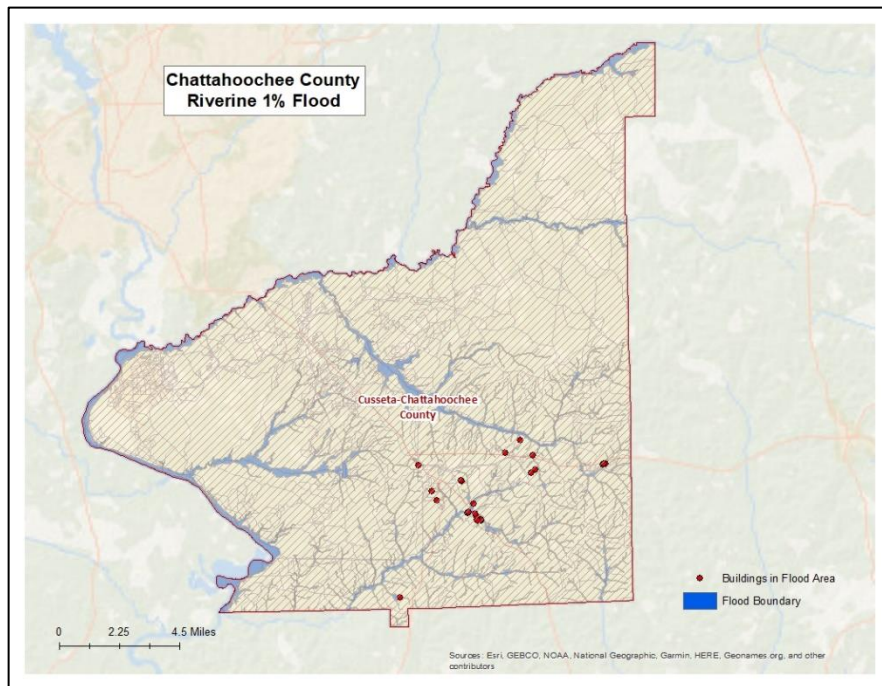 Chattahoochee County
Riverine 1% Flood
Cusseta-Chattahoochee
County
Buildings in Flood Area
Flood Boundary
0 2.25 4.5 Miles
Sources: Esri, GEBCO, NOAA, National Geographic, Garmin, HERE, Geonames.org, and other
contributors